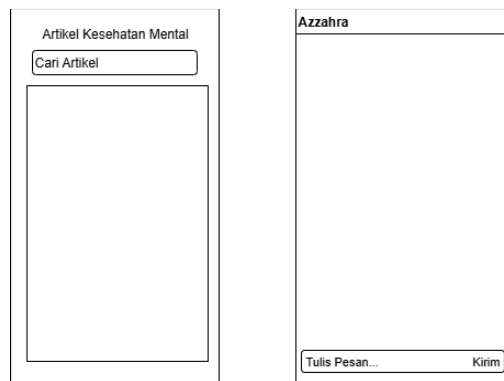 Artikel Kesehatan Mental
Cari Artikel
Azzahra
Tulis Pesan...
Kirim